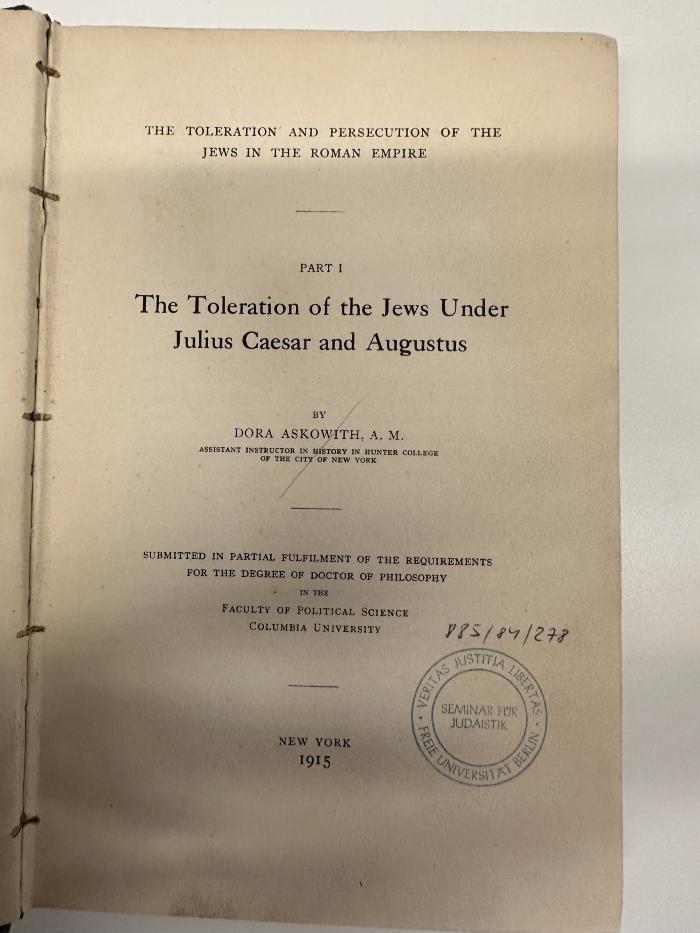 THE TOLERATION AND PERSECUTION OF THE
JEWS IN THE ROMAN EMPIRE
PART I
The Toleration of the Jews Under
Julius Caesar and Augustus
BY
DORA ASKOWITH, A. M.
ASSISTANT INSTRUCTOR IN HISTORY IN HUNTER COLLEGE
OF THE CITY OF NEW YORK
SUBMITTED IN PARTIAL FULFILMENT OF THE REQUIREMENTS
FOR THE DEGREE OF DOCTOR OF PHILOSOPHY
IN THE
FACULTY OF POLITICAL SCIENCE
COLUMBIA UNIVERSITY
885/84/278
VERITAS JUSTITIA LIBERTAS
SEMINAR FÜR
JUDAISTIK
FREIE UNIVERSITÄT BERLIN
NEW YORK
1915